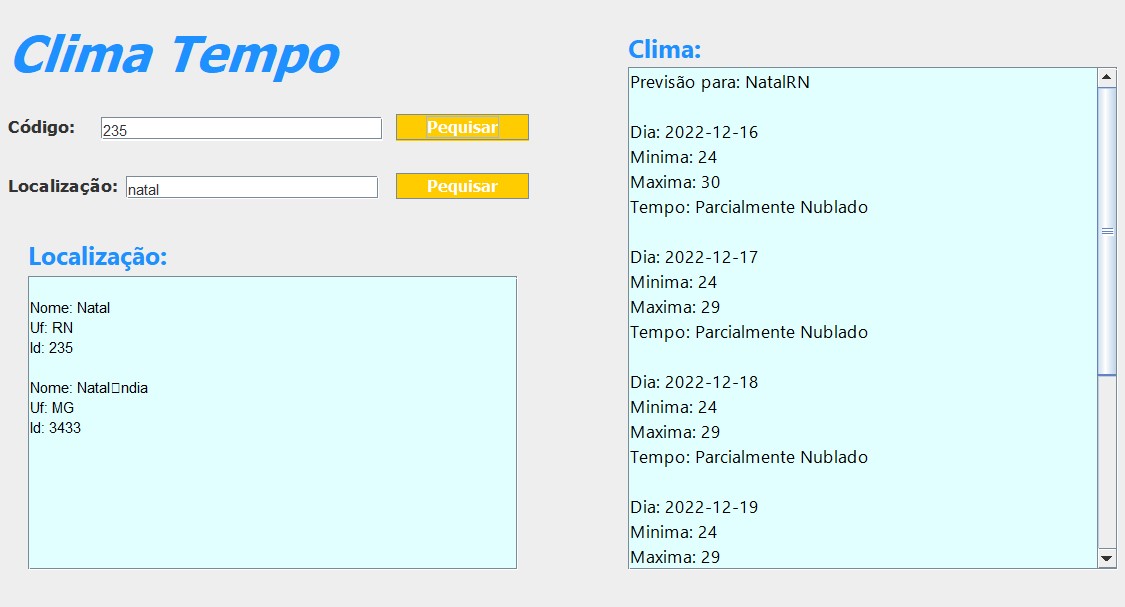 Clima Tempo
Código: 235 Pequisar
Localização: natal Pequisar
Localização:
Nome: Natal
Uf: RN
Id: 235
Nome: Natal□ndia
Uf: MG
Id: 3433
Clima:
Previsão para: NatalRN
Dia: 2022-12-16
Minima: 24
Maxima: 30
Tempo: Parcialmente Nublado
Dia: 2022-12-17
Minima: 24
Maxima: 29
Tempo: Parcialmente Nublado
Dia: 2022-12-18
Minima: 24
Maxima: 29
Tempo: Parcialmente Nublado
Dia: 2022-12-19
Minima: 24
Maxima: 29